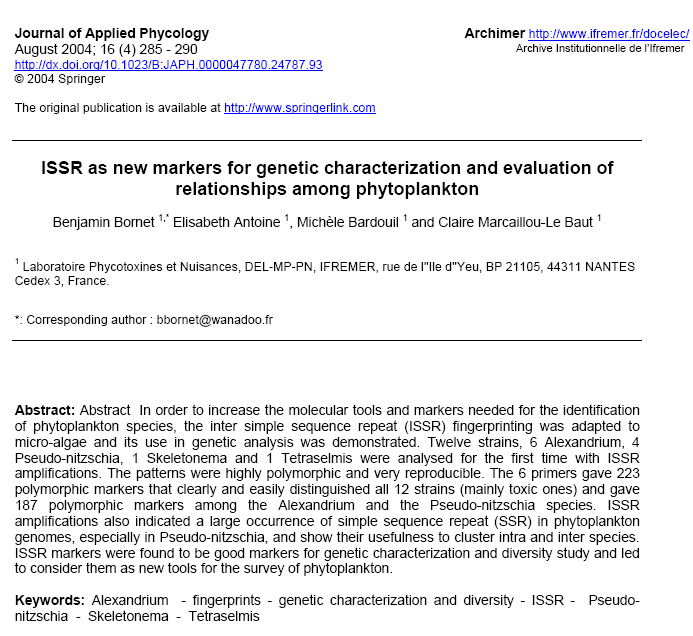 Journal of Applied Phycology
August 2004; 16 (4) 285 - 290
http://dx.doi.org/10.1023/B:JAPH.0000047780.24787.93
© 2004 Springer
Archimer http://www.ifremer.fr/docelec/
Archive Institutionnelle de l'Ifremer
The original publication is available at http://www.springerlink.com
ISSR as new markers for genetic characterization and evaluation of
relationships among phytoplankton
Benjamin Bornet 1,* Elisabeth Antoine 1, Michèle Bardouil 1 and Claire Marcaillou-Le Baut 1
1 Laboratoire Phycotoxines et Nuisances, DEL-MP-PN, IFREMER, rue de l"Ile d"Yeu, BP 21105, 44311 NANTES
Cedex 3, France.
*: Corresponding author : bbornet@wanadoo.fr
Abstract: Abstract In order to increase the molecular tools and markers needed for the identification
of phytoplankton species, the inter simple sequence repeat (ISSR) fingerprinting was adapted to
micro-algae and its use in genetic analysis was demonstrated. Twelve strains, 6 Alexandrium, 4
Pseudo-nitzschia, 1 Skeletonema and 1 Tetraselmis were analysed for the first time with ISSR
amplifications. The patterns were highly polymorphic and very reproducible. The 6 primers gave 223
polymorphic markers that clearly and easily distinguished all 12 strains (mainly toxic ones) and gave
187 polymorphic markers among the Alexandrium and the Pseudo-nitzschia species. ISSR
amplifications also indicated a large occurrence of simple sequence repeat (SSR) in phytoplankton
genomes, especially in Pseudo-nitzschia, and show their usefulness to cluster intra and inter species.
ISSR markers were found to be good markers for genetic characterization and diversity study and led
to consider them as new tools for the survey of phytoplankton.
Keywords: Alexandrium - fingerprints - genetic characterization and diversity - ISSR - Pseudo-
nitzschia - Skeletonema - Tetraselmis